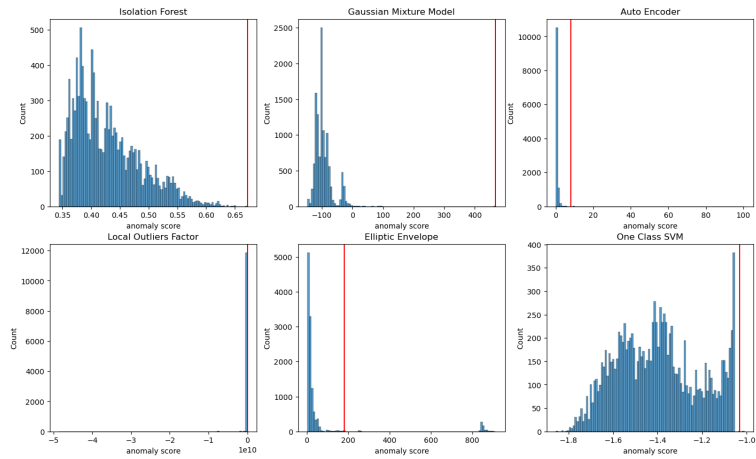 Isolation Forest
Count
500
400
300
200
100
0
0.35 0.40 0.45 0.50 0.55 0.60 0.65
anomaly score
Gaussian Mixture Model
Count
2500
2000
1500
1000
500
0
−100 0 100 200 300 400
anomaly score
Auto Encoder
Count
10000
8000
6000
4000
2000
0
0 20 40 60 80 100
anomaly score
Local Outliers Factor
Count
12000
10000
8000
6000
4000
2000
0
−5 −4 −3 −2 −1 0
1e10
anomaly score
Elliptic Envelope
Count
5000
4000
3000
2000
1000
0
0 200 400 600 800
anomaly score
One Class SVM
Count
400
350
300
250
200
150
100
50
0
−1.8 −1.6 −1.4 −1.2 −1.0
anomaly score